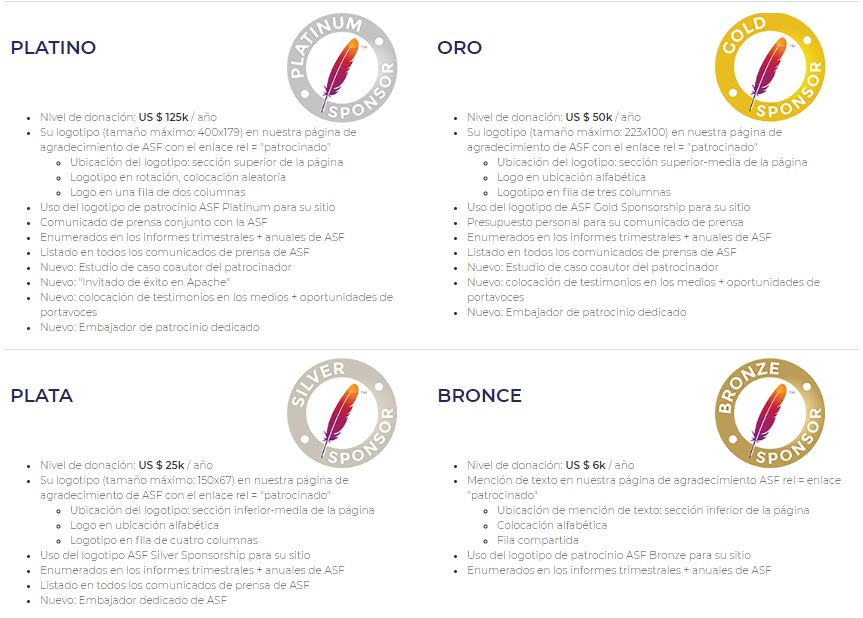 PLATINO
PLATINUM SPONSOR
™
Nivel de donación: US $ 125k / año
Su logotipo (tamaño máximo: 400x179) en nuestra página de
agradecimiento de ASF con el enlace rel = "patrocinado"
Ubicación del logotipo: sección superior de la página
Logotipo en rotación, colocación aleatoria
Logo en una fila de dos columnas
Uso del logotipo de patrocinio ASF Platinum para su sitio
Comunicado de prensa conjunto con la ASF
Enumerados en los informes trimestrales + anuales de ASF
Listado en todos los comunicados de prensa de ASF
Nuevo: Estudio de caso coautor del patrocinador
Nuevo: "Invitado de éxito en Apache"
Nuevo: colocación de testimonios en los medios + oportunidades de
portavoces
Nuevo: Embajador de patrocinio dedicado
ORO
GOLD SPONSOR
™
Nivel de donación: US $ 50k / año
Su logotipo (tamaño máximo: 223x100) en nuestra página de
agradecimiento de ASF con el enlace rel = "patrocinado"
Ubicación del logotipo: sección superior-media de la página
Logo en ubicación alfabética
Logotipo en fila de tres columnas
Uso del logotipo de ASF Gold Sponsorship para su sitio
Presupuesto personal para su comunicado de prensa
Enumerados en los informes trimestrales + anuales de ASF
Listado en todos los comunicados de prensa de ASF
Nuevo: Estudio de caso coautor del patrocinador
Nuevo: colocación de testimonios en los medios + oportunidades de
portavoces
Nuevo: Embajador de patrocinio dedicado
PLATA
SILVER SPONSOR
™
Nivel de donación: US $ 25k / año
Su logotipo (tamaño máximo: 150x67) en nuestra página de
agradecimiento de ASF con el enlace rel = "patrocinado"
Ubicación del logotipo: sección inferior-media de la página
Logo en ubicación alfabética
Logotipo en fila de cuatro columnas
Uso del logotipo ASF Silver Sponsorship para su sitio
Enumerados en los informes trimestrales + anuales de ASF
Listado en todos los comunicados de prensa de ASF
Nuevo: Embajador dedicado de ASF
BRONCE
BRONZE SPONSOR
™
Nivel de donación: US $ 6k / año
Mención de texto en nuestra página de agradecimiento ASF rel = enlace
"patrocinado"
Ubicación de mención de texto: sección inferior de la página
Colocación alfabética
Fila compartida
Uso del logotipo de patrocinio ASF Bronze para su sitio
Enumerados en los informes trimestrales + anuales de ASF